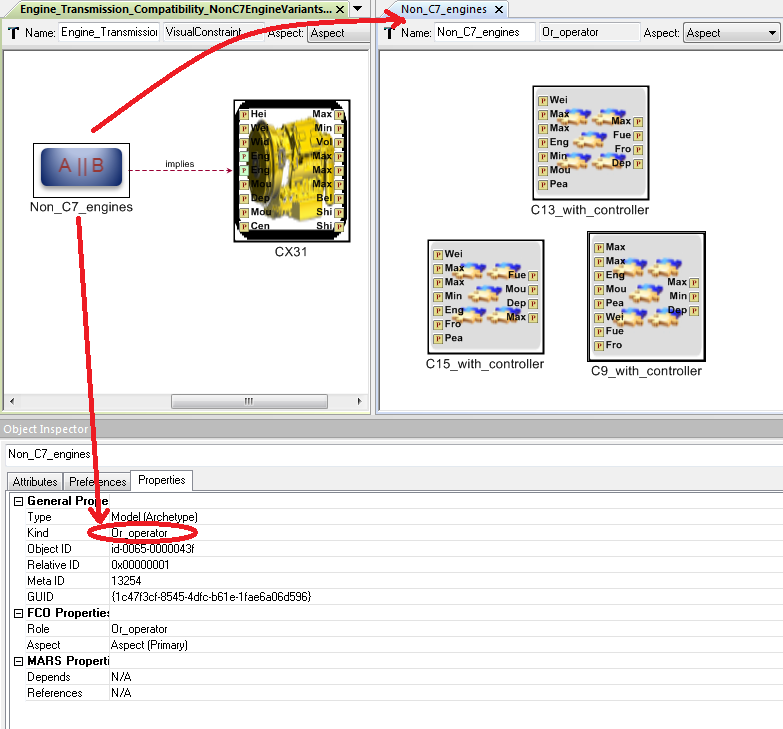 Engine_Transmission_Compatibility_NonC7EngineVariants...
Name: Engine_Transmission VisualConstraint Aspect: Aspect
A || B
implies
Non_C7_engines
Hei
Wei
Wid
Eng
Eng
Mou
Dep
Mou
Cen
Max
Min
Vol
Max
Max
Max
Bel
Shi
Shi
CX31
Non_C7_engines
Name: Non_C7_engines Or_operator Aspect: Aspect
Wei
Max
Max
Eng
Min
Mou
Pea
Max
Fue
Fro
Dep
C13_with_controller
Wei
Max
Max
Min
Eng
Fro
Pea
Fue
Mou
Dep
Max
C15_with_controller
Max
Max
Eng
Mou
Pea
Wei
Fue
Fro
Max
Min
Dep
C9_with_controller
Object Inspector
Non_C7_engines
Attributes Preferences Properties
General Prope
Type Model (Archetype)
Kind Or_operator
Object ID id-0065-0000043f
Relative ID 0x00000001
Meta ID 13254
GUID {1c47f3cf-8545-4dfc-b61e-1fae6a06d596}
FCO Properties
Role Or_operator
Aspect Aspect (Primary)
MARS Properti
Depends N/A
References N/A